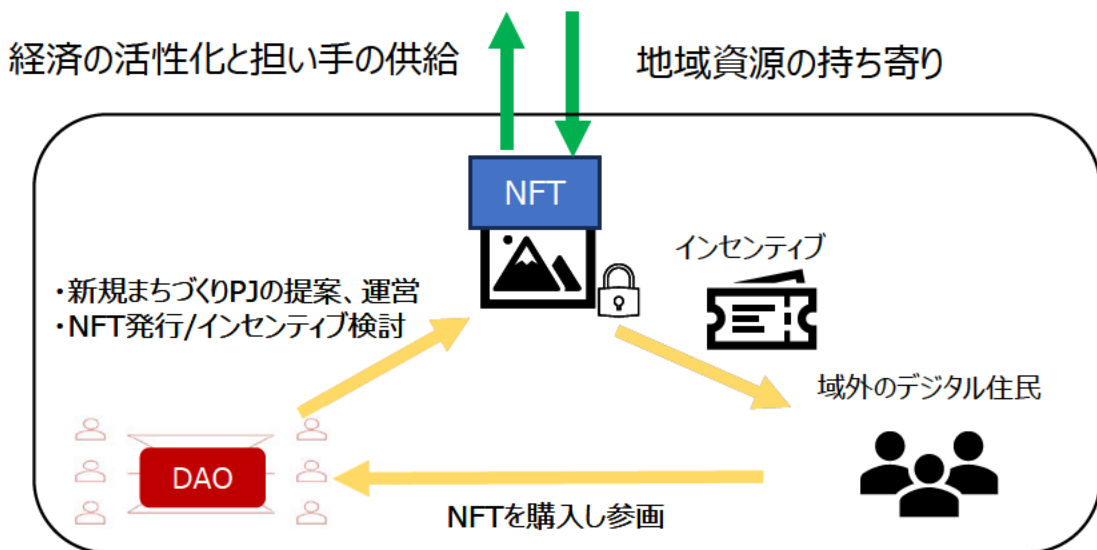 経済の活性化と担い手の供給
地域資源の持ち寄り
NFT
インセンティブ
・新規まちづくりPJの提案、運営
・NFT発行/インセンティブ検討
域外のデジタル住民
DAO
NFTを購入し参画